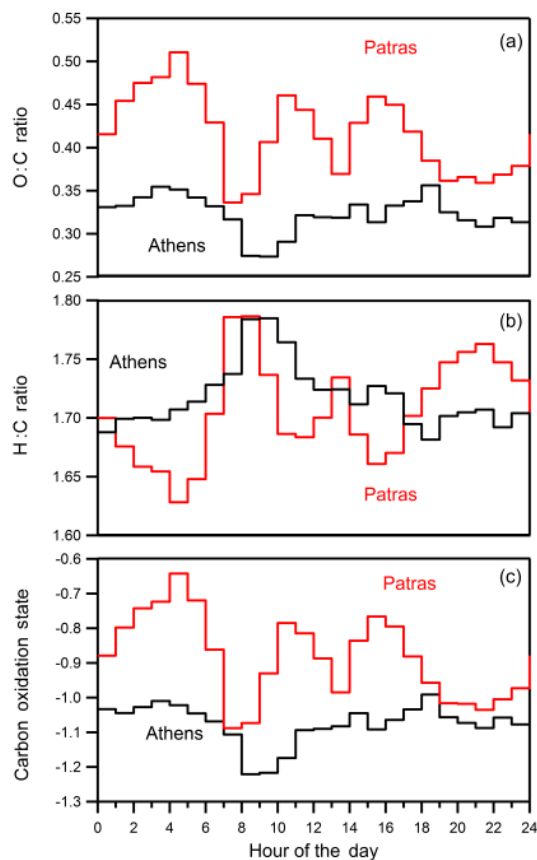 0.55
0.50
0.45
0.40
0.35
0.30
0.25
O:C ratio
Patras
(a)
Athens
1.80
1.75
1.70
1.65
1.60
H:C ratio
Athens
(b)
Patras
-0.6
-0.7
-0.8
-0.9
-1.0
-1.1
-1.2
-1.3
Carbon oxidation state
Patras
(c)
Athens
0 2 4 6 8 10 12 14 16 18 20 22 24
Hour of the day